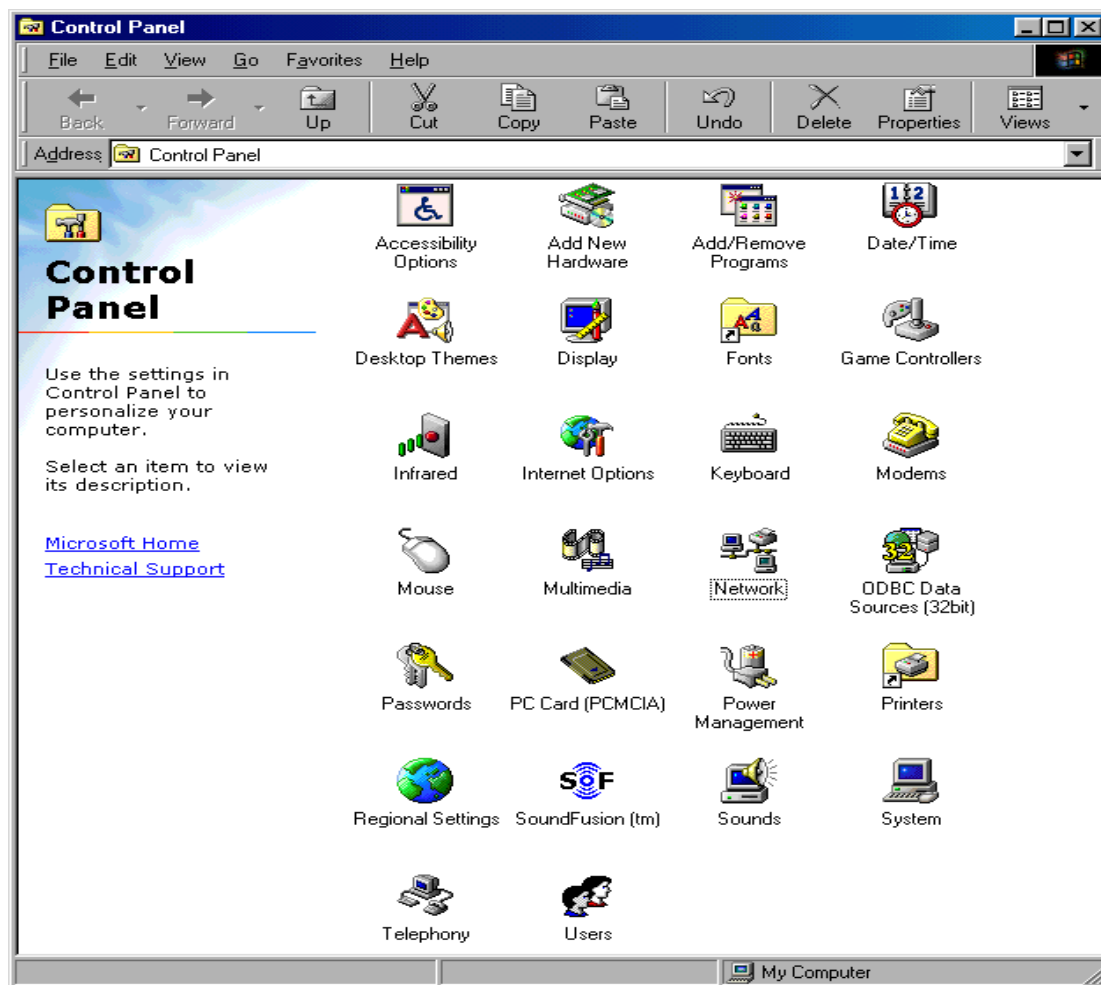 Control Panel
File Edit View Go Favorites Help
Back Forward Up Cut Copy Paste Undo Delete Properties Views
Address Control Panel
Control
Panel
Use the settings in
Control Panel to
personalize your
computer.
Select an item to view
its description.
Microsoft Home
Technical Support
Accessibility
Options
Add New
Hardware
Add/Remove
Programs
Date/Time
Desktop Themes
Display
Fonts
Game Controllers
Infrared
Internet Options
Keyboard
Modems
Mouse
Multimedia
Network
32
ODBC Data
Sources (32bit)
Passwords
PC Card (PCMCIA)
Power
Management
Printers
Regional Settings
SF
SoundFusion (tm)
Sounds
System
Telephony
Users
My Computer